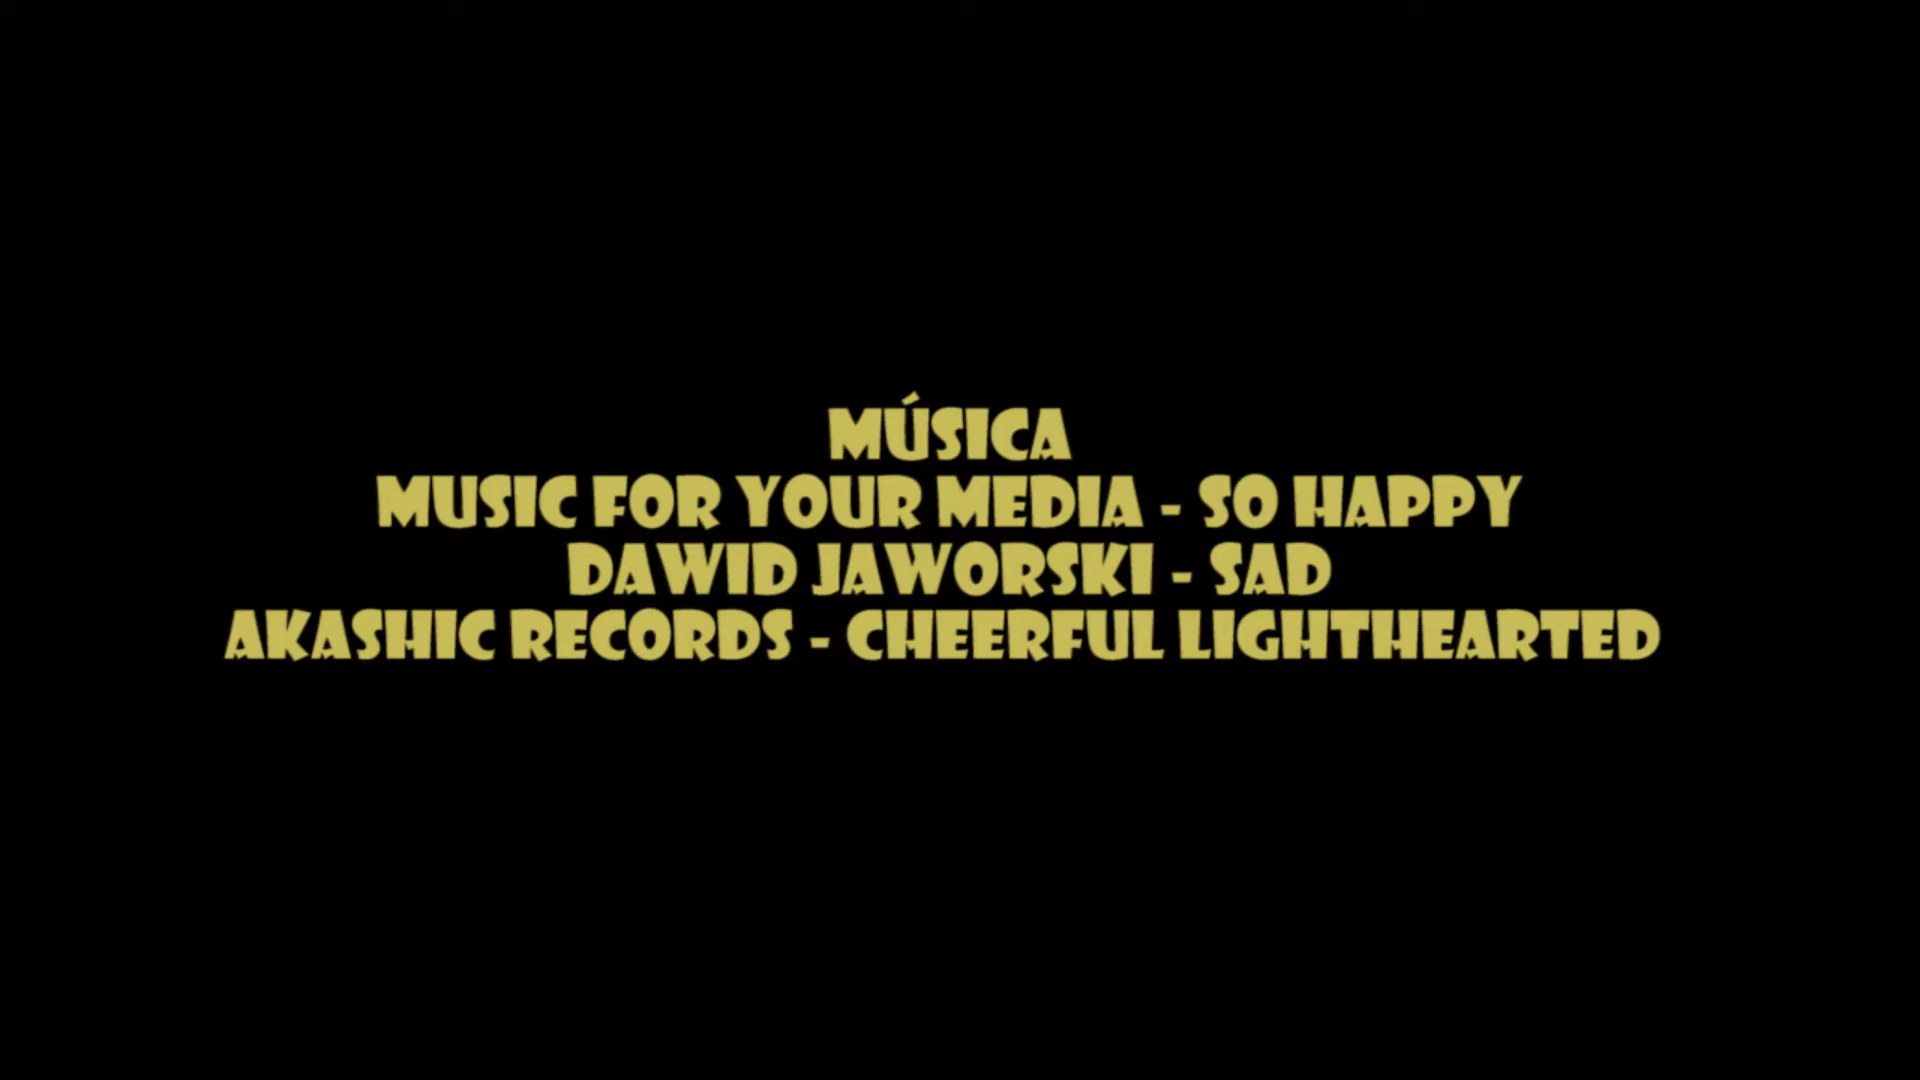 MÚSICA
MUSIC FOR YOUR MEDIA - SO HAPPY
DAWID JAWORSKI - SAD
AKASHIC RECORDS - CHEERFUL LIGHTHEARTED